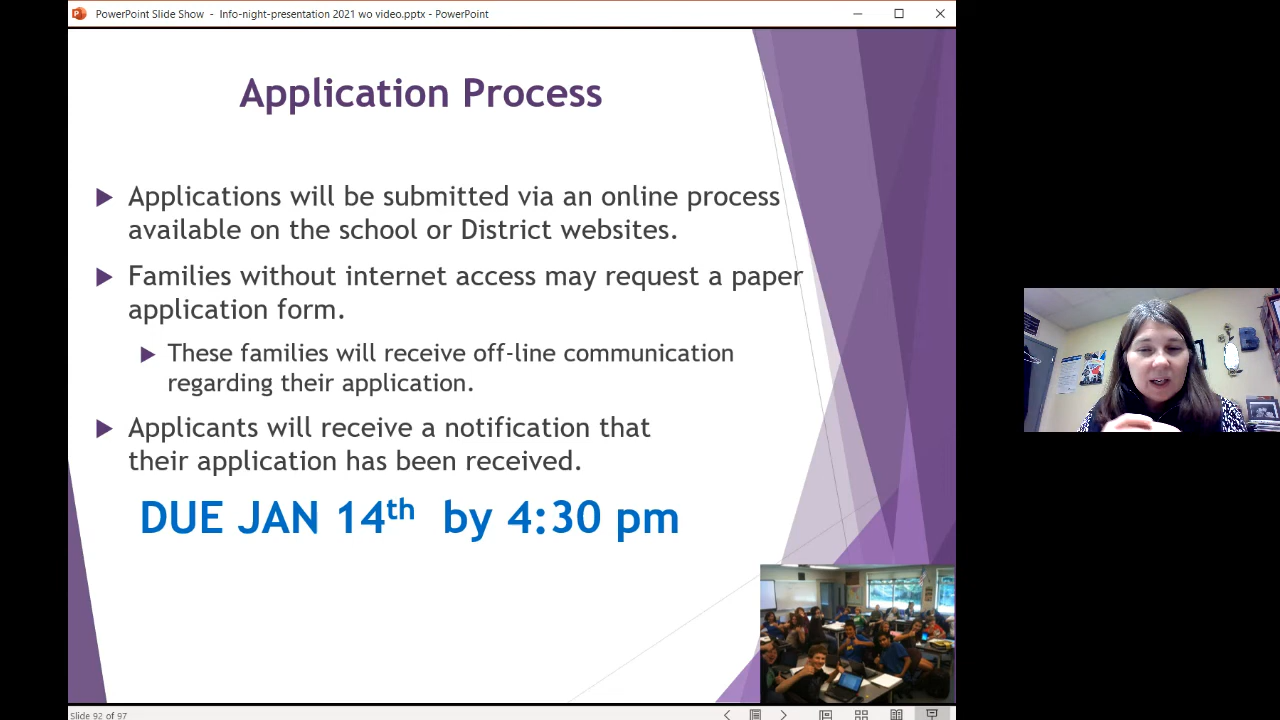 PowerPoint Slide Show - Info-night-presentation 2021 wo video.pptx - PowerPoint
Application Process
Applications will be submitted via an online process
available on the school or District websites.
Families without internet access may request a paper
application form.
These families will receive off-line communication
regarding their application.
Applicants will receive a notification that
their application has been received.
DUE JAN 14th by 4:30 pm
Slide 92 of 97